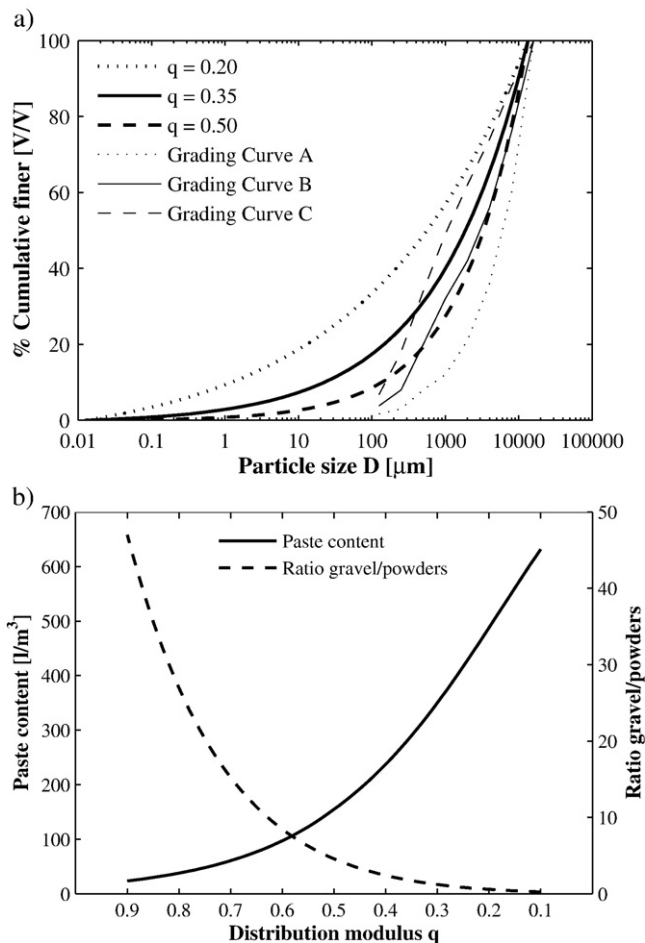 a)
100
80
60
40
20
0
% Cumulative finer [V/V]
q = 0.20
q = 0.35
q = 0.50
Grading Curve A
Grading Curve B
Grading Curve C
0.01 0.1 1 10 100 1000 10000 100000
Particle size D [μm]
b)
700
600
500
400
300
200
100
0
Paste content [l/m³]
Paste content
Ratio gravel/powders
50
40
30
20
10
0
Ratio gravel/powders
0.9 0.8 0.7 0.6 0.5 0.4 0.3 0.2 0.1
Distribution modulus q